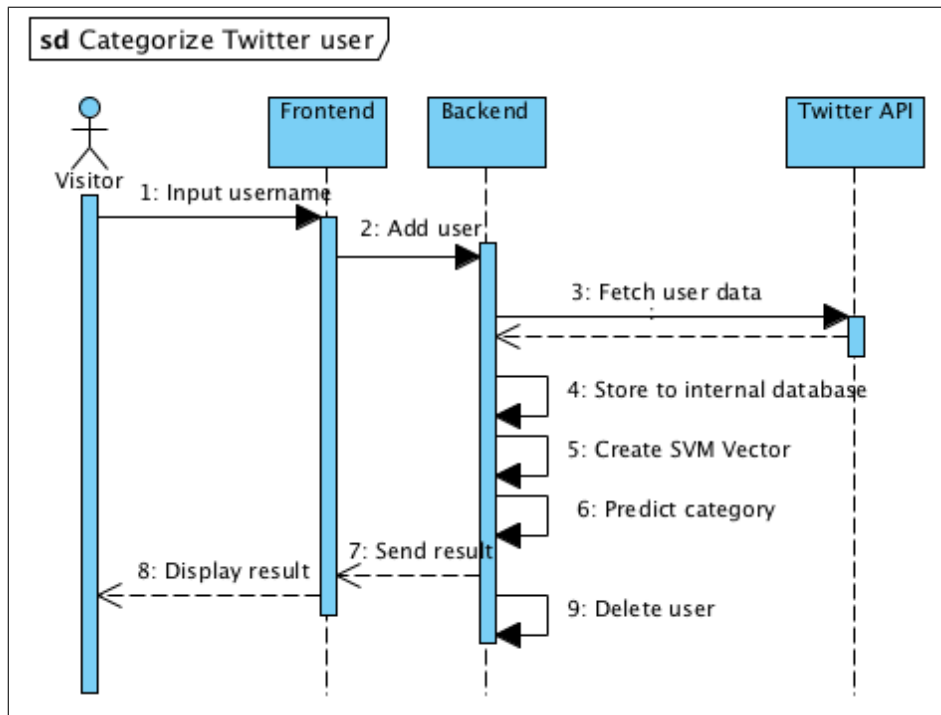 sd Categorize Twitter user
Frontend
Backend
Twitter API
Visitor
1: Input username
2: Add user
3: Fetch user data
4: Store to internal database
5: Create SVM Vector
6: Predict category
7: Send result
8: Display result
9: Delete user